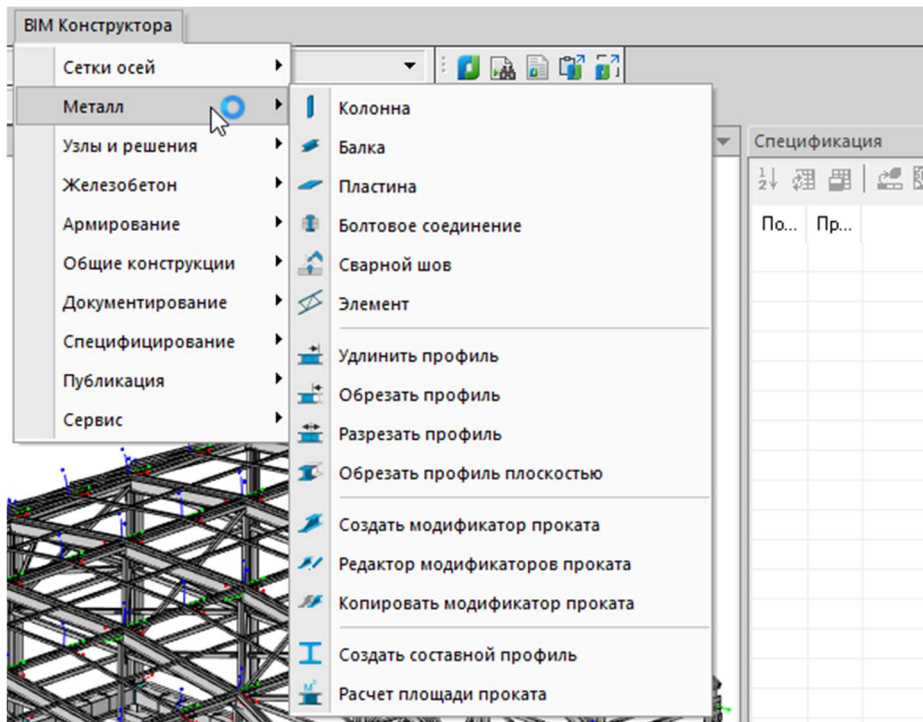 BIM Конструктора
Сетки осей
Металл
Узлы и решения
Железобетон
Армирование
Общие конструкции
Документирование
Специфицирование
Публикация
Сервис
Колонна
Балка
Пластина
Болтовое соединение
Сварной шов
Элемент
Удлинить профиль
Обрезать профиль
Разрезать профиль
Обрезать профиль плоскостью
Создать модификатор проката
Редактор модификаторов проката
Копировать модификатор проката
Создать составной профиль
Расчет площади проката
Спецификация
По... Пр...